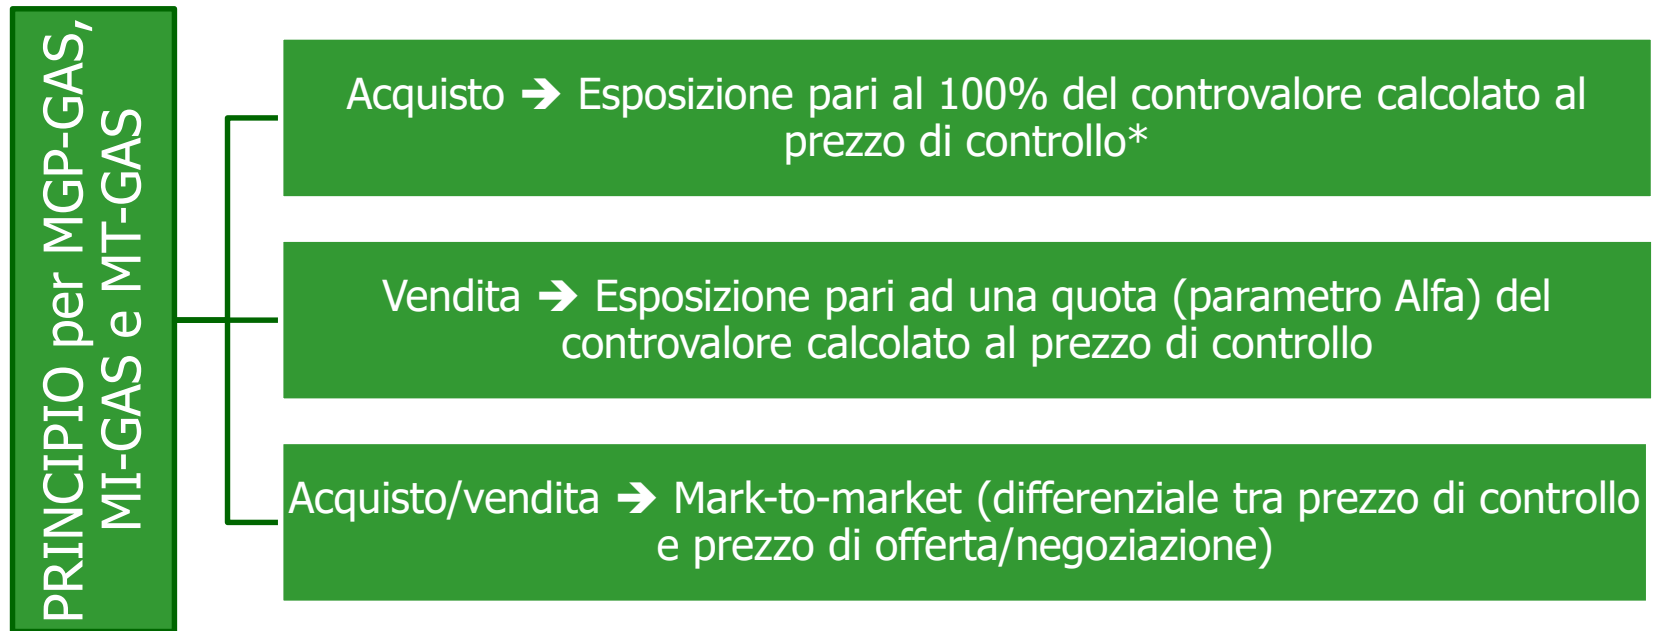 PRINCIPIO per MGP-GAS,
MI-GAS e MT-GAS
Acquisto ➔ Esposizione pari al 100% del controvalore calcolato al
prezzo di controllo*
Vendita ➔ Esposizione pari ad una quota (parametro Alfa) del
controvalore calcolato al prezzo di controllo
Acquisto/vendita ➔ Mark-to-market (differenziale tra prezzo di controllo
e prezzo di offerta/negoziazione)